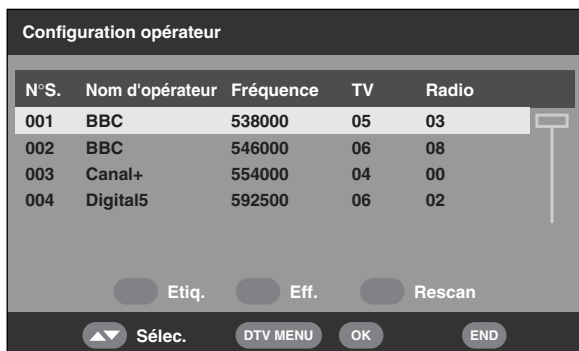 Configuration opérateur
N°S. Nom d'opérateur Fréquence TV Radio
001 BBC 538000 05 03
002 BBC 546000 06 08
003 Canal+ 554000 04 00
004 Digital5 592500 06 02
Etiq. Eff. Rescan
Sélec. DTV MENU OK END